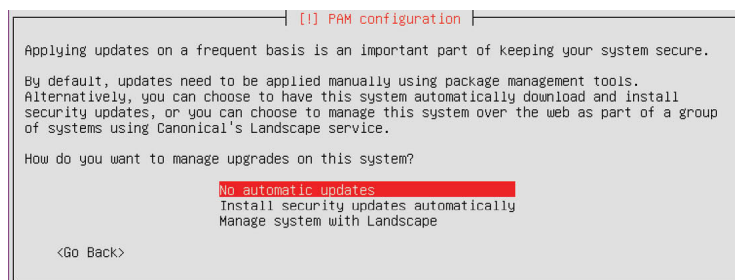 [!] PAM configuration
Applying updates on a frequent basis is an important part of keeping your system secure.
By default, updates need to be applied manually using package management tools.
Alternatively, you can choose to have this system automatically download and install
security updates, or you can choose to manage this system over the web as part of a group
of systems using Canonical's Landscape service.
How do you want to manage upgrades on this system?
No automatic updates
Install security updates automatically
Manage system with Landscape
<Go Back>